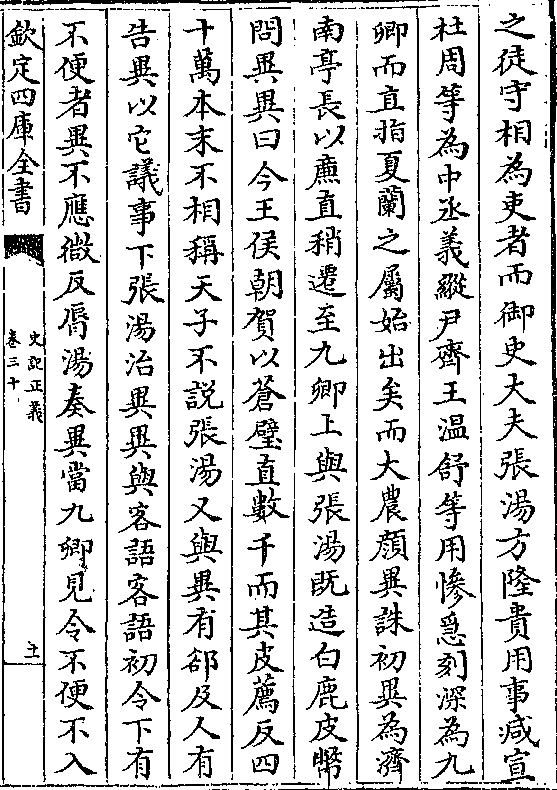 之徒守相為吏者而御史大夫張湯方隆貴用事減宣
杜周等為中丞義縱尹齊王溫舒等用慘急刻深為九
卿而直指夏蘭之屬始出矣而大農顔異誅初異為濟
南亭長以廉直稍遷至九卿上與張湯既造白鹿皮幣
問異異曰今王侯朝賀以蒼璧直數千而其皮薦反四
十萬本末不相稱天子不說張湯又與異有郤及人有
告異以它議事下張湯治異異與客語客語初令下有
不便者異不應微反脣湯奏異當九卿見令不便不入
欽定四庫全書
史記正義
卷三十